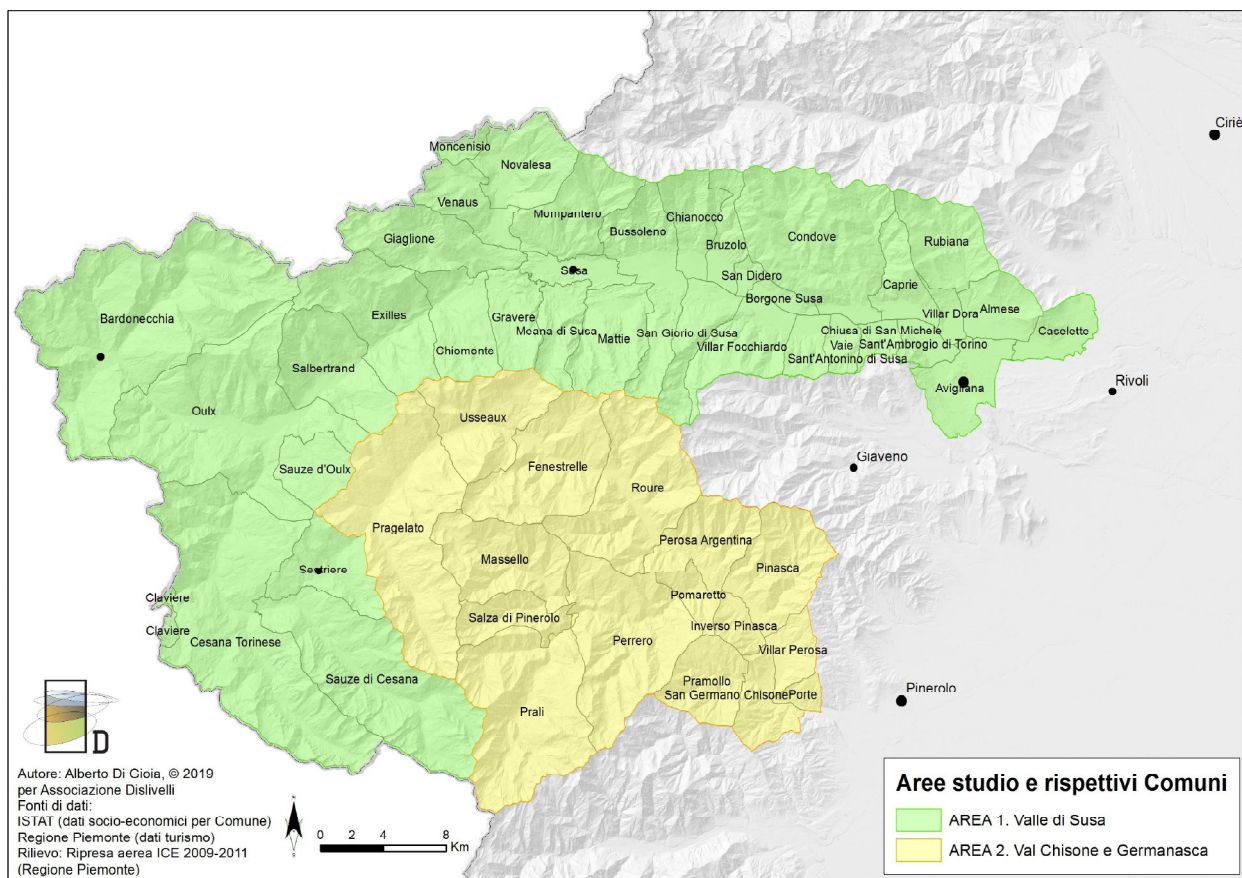 Ciriè
Moncenisio
Novalesa
Venaus
Mompantero
Chianocco
Giaglione
Bussoleno
Condove
Bruzolo
Rubiana
Susa
San Didero
Caprie
Borgone Susa
Bardonecchia
Exilles
Gravere
Almese
Villar Dora
Meana di Susa
Mattie
San Giorio di Susa
Chiusa di San Michele
Caselette
Chiomonte
Villar Focchiardo
Vaie
Sant'Ambrogio di Torino
Sant'Antonino di Susa
Salbertrand
Avigliana
Rivoli
Oulx
Usseaux
Giaveno
Sauze d'Oulx
Fenestrelle
Roure
Pragelato
Perosa Argentina
Massello
Pinasca
Sestriere
Pomaretto
Claviere
Salza di Pinerolo
Inverso Pinasca
Claviere
Cesana Torinese
Perrero
Villar Perosa
Sauze di Cesana
Pramollo
San Germano Chisone
Porte
Pinerolo
Prali
D
Autore: Alberto Di Gioia, © 2019
per Associazione Dislivelli
Fonti di dati:
ISTAT (dati socio-economici per Comune)
Regione Piemonte (dati turismo)
Rilievo: Ripresa aerea ICE 2009-2011
(Regione Piemonte)
N
S
0 2 4 8
Km
Aree studio e rispettivi Comuni
AREA 1. Valle di Susa
AREA 2. Val Chisone e Germanasca